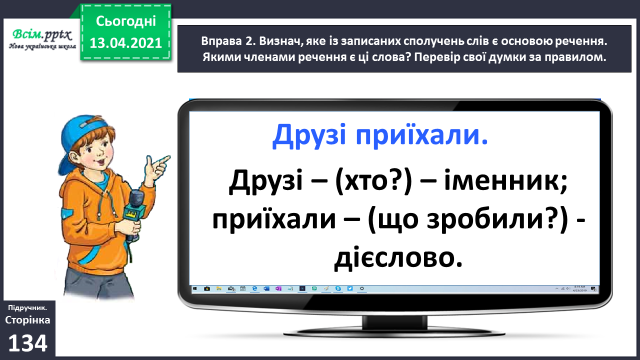 Всім.pptx
Нова українська школа
Сьогодні
13.04.2021
Вправа 2. Визнач, яке із записаних сполучень слів є основою речення.
Якими членами речення є ці слова? Перевір свої думки за правилом.
Друзі приїхали.
Друзі – (хто?) – іменник;
приїхали – (що зробили?) -
дієслово.
Підручник.
Сторінка
134